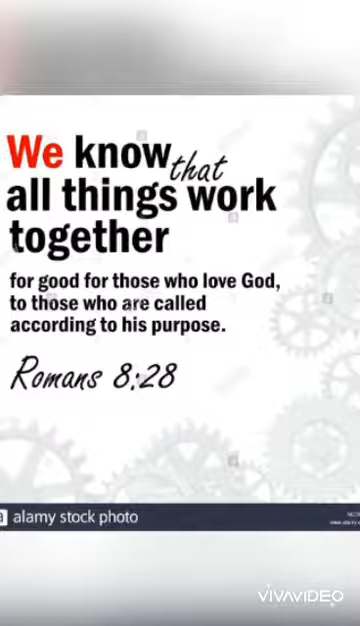 We know that
all things work
together
for good for those who love God,
to those who are called
according to his purpose.
Romans 8:28
a alamy stock photo
VIVAVIDEO